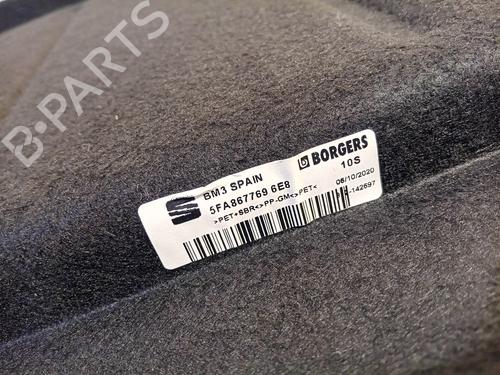 B-PARTS
BM3 SPAIN
5FA867769 6E8
>PET+SBR<>PP-GM<>PET<
BORGERS
10S
06/10/2020
-142697